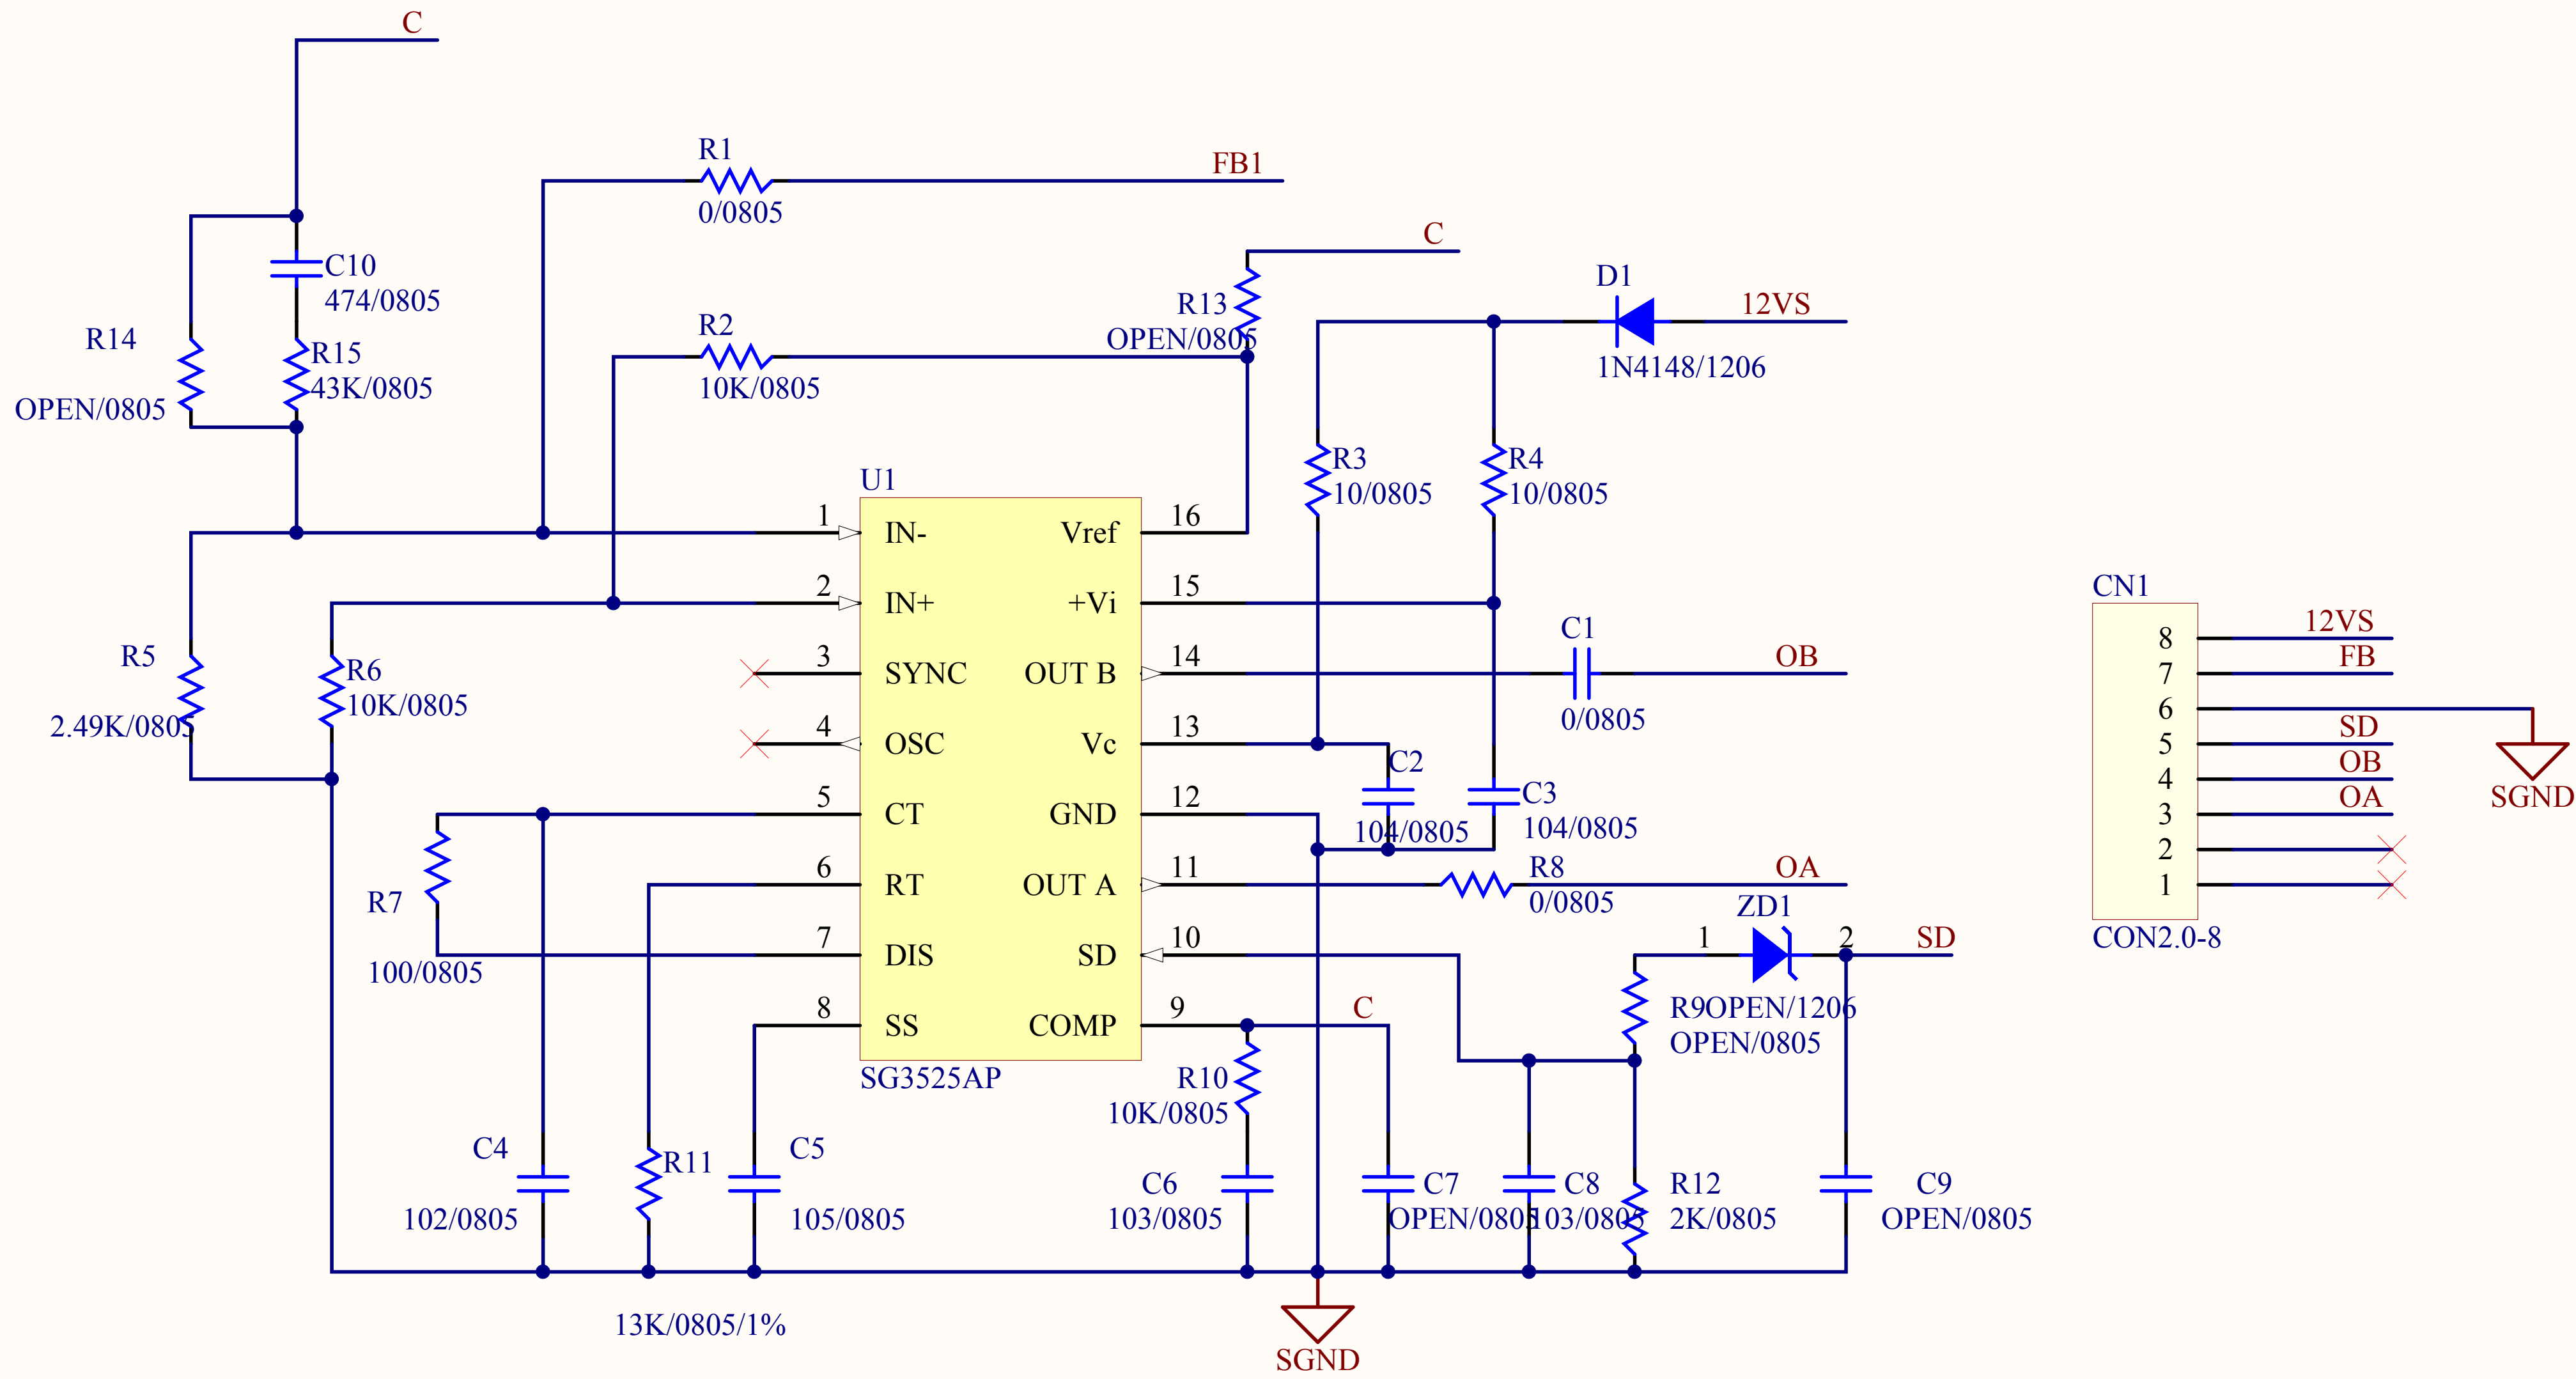 C
R1
FB1
0/0805
C
C10
474/0805
D1
12VS
R13
OPEN/0805
1N4148/1206
R14
OPEN/0805
R15
43K/0805
R2
10K/0805
R3
10/0805
R4
10/0805
U1
1
IN-
Vref
16
2
IN+
+Vi
15
3
SYNC
OUT B
14
4
OSC
Vc
13
5
CT
GND
12
6
RT
OUT A
11
7
DIS
SD
10
8
SS
COMP
9
SG3525AP
R5
2.49K/0805
R6
10K/0805
C1
OB
0/0805
C2
104/0805
C3
104/0805
R8
OA
0/0805
R7
100/0805
ZD1
1
2
SD
R9
OPEN/1206
OPEN/0805
C
R10
10K/0805
C4
102/0805
R11
13K/0805/1%
C5
105/0805
C6
103/0805
C7
OPEN/0805
C8
103/0805
R12
2K/0805
C9
OPEN/0805
SGND
CN1
8
12VS
7
FB
6
5
SD
4
OB
3
OA
2
1
SGND
CON2.0-8